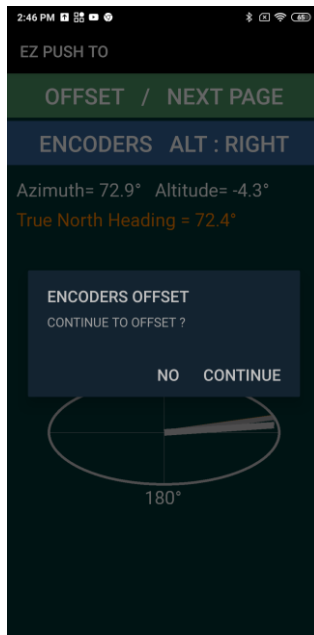 2:46 PM
65
EZ PUSH TO
OFFSET / NEXT PAGE
ENCODERS ALT : RIGHT
Azimuth= 72.9° Altitude= -4.3°
True North Heading = 72.4°
ENCODERS OFFSET
CONTINUE TO OFFSET ?
NO CONTINUE
180°